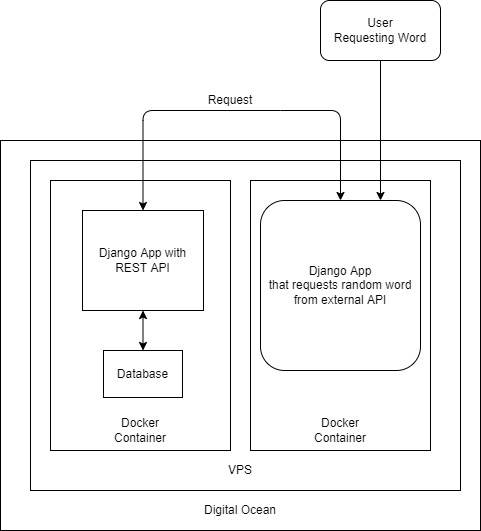 User
Requesting Word
Request
Django App with
REST API
Django App
that requests random word
from external API
Database
Docker
Container
Docker
Container
VPS
Digital Ocean